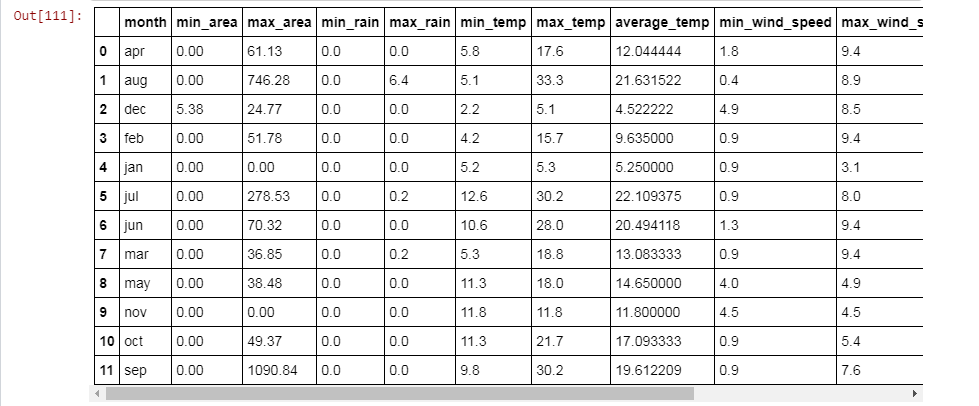 Out[111]:
month min_area max_area min_rain max_rain min_temp max_temp average_temp min_wind_speed max_wind_s
0 apr 0.00 61.13 0.0 0.0 5.8 17.6 12.044444 1.8 9.4
1 aug 0.00 746.28 0.0 6.4 5.1 33.3 21.631522 0.4 8.9
2 dec 5.38 24.77 0.0 0.0 2.2 5.1 4.522222 4.9 8.5
3 feb 0.00 51.78 0.0 0.0 4.2 15.7 9.635000 0.9 9.4
4 jan 0.00 0.00 0.0 0.0 5.2 5.3 5.250000 0.9 3.1
5 jul 0.00 278.53 0.0 0.2 12.6 30.2 22.109375 0.9 8.0
6 jun 0.00 70.32 0.0 0.0 10.6 28.0 20.494118 1.3 9.4
7 mar 0.00 36.85 0.0 0.2 5.3 18.8 13.083333 0.9 9.4
8 may 0.00 38.48 0.0 0.0 11.3 18.0 14.650000 4.0 4.9
9 nov 0.00 0.00 0.0 0.0 11.8 11.8 11.800000 4.5 4.5
10 oct 0.00 49.37 0.0 0.0 11.3 21.7 17.093333 0.9 5.4
11 sep 0.00 1090.84 0.0 0.0 9.8 30.2 19.612209 0.9 7.6